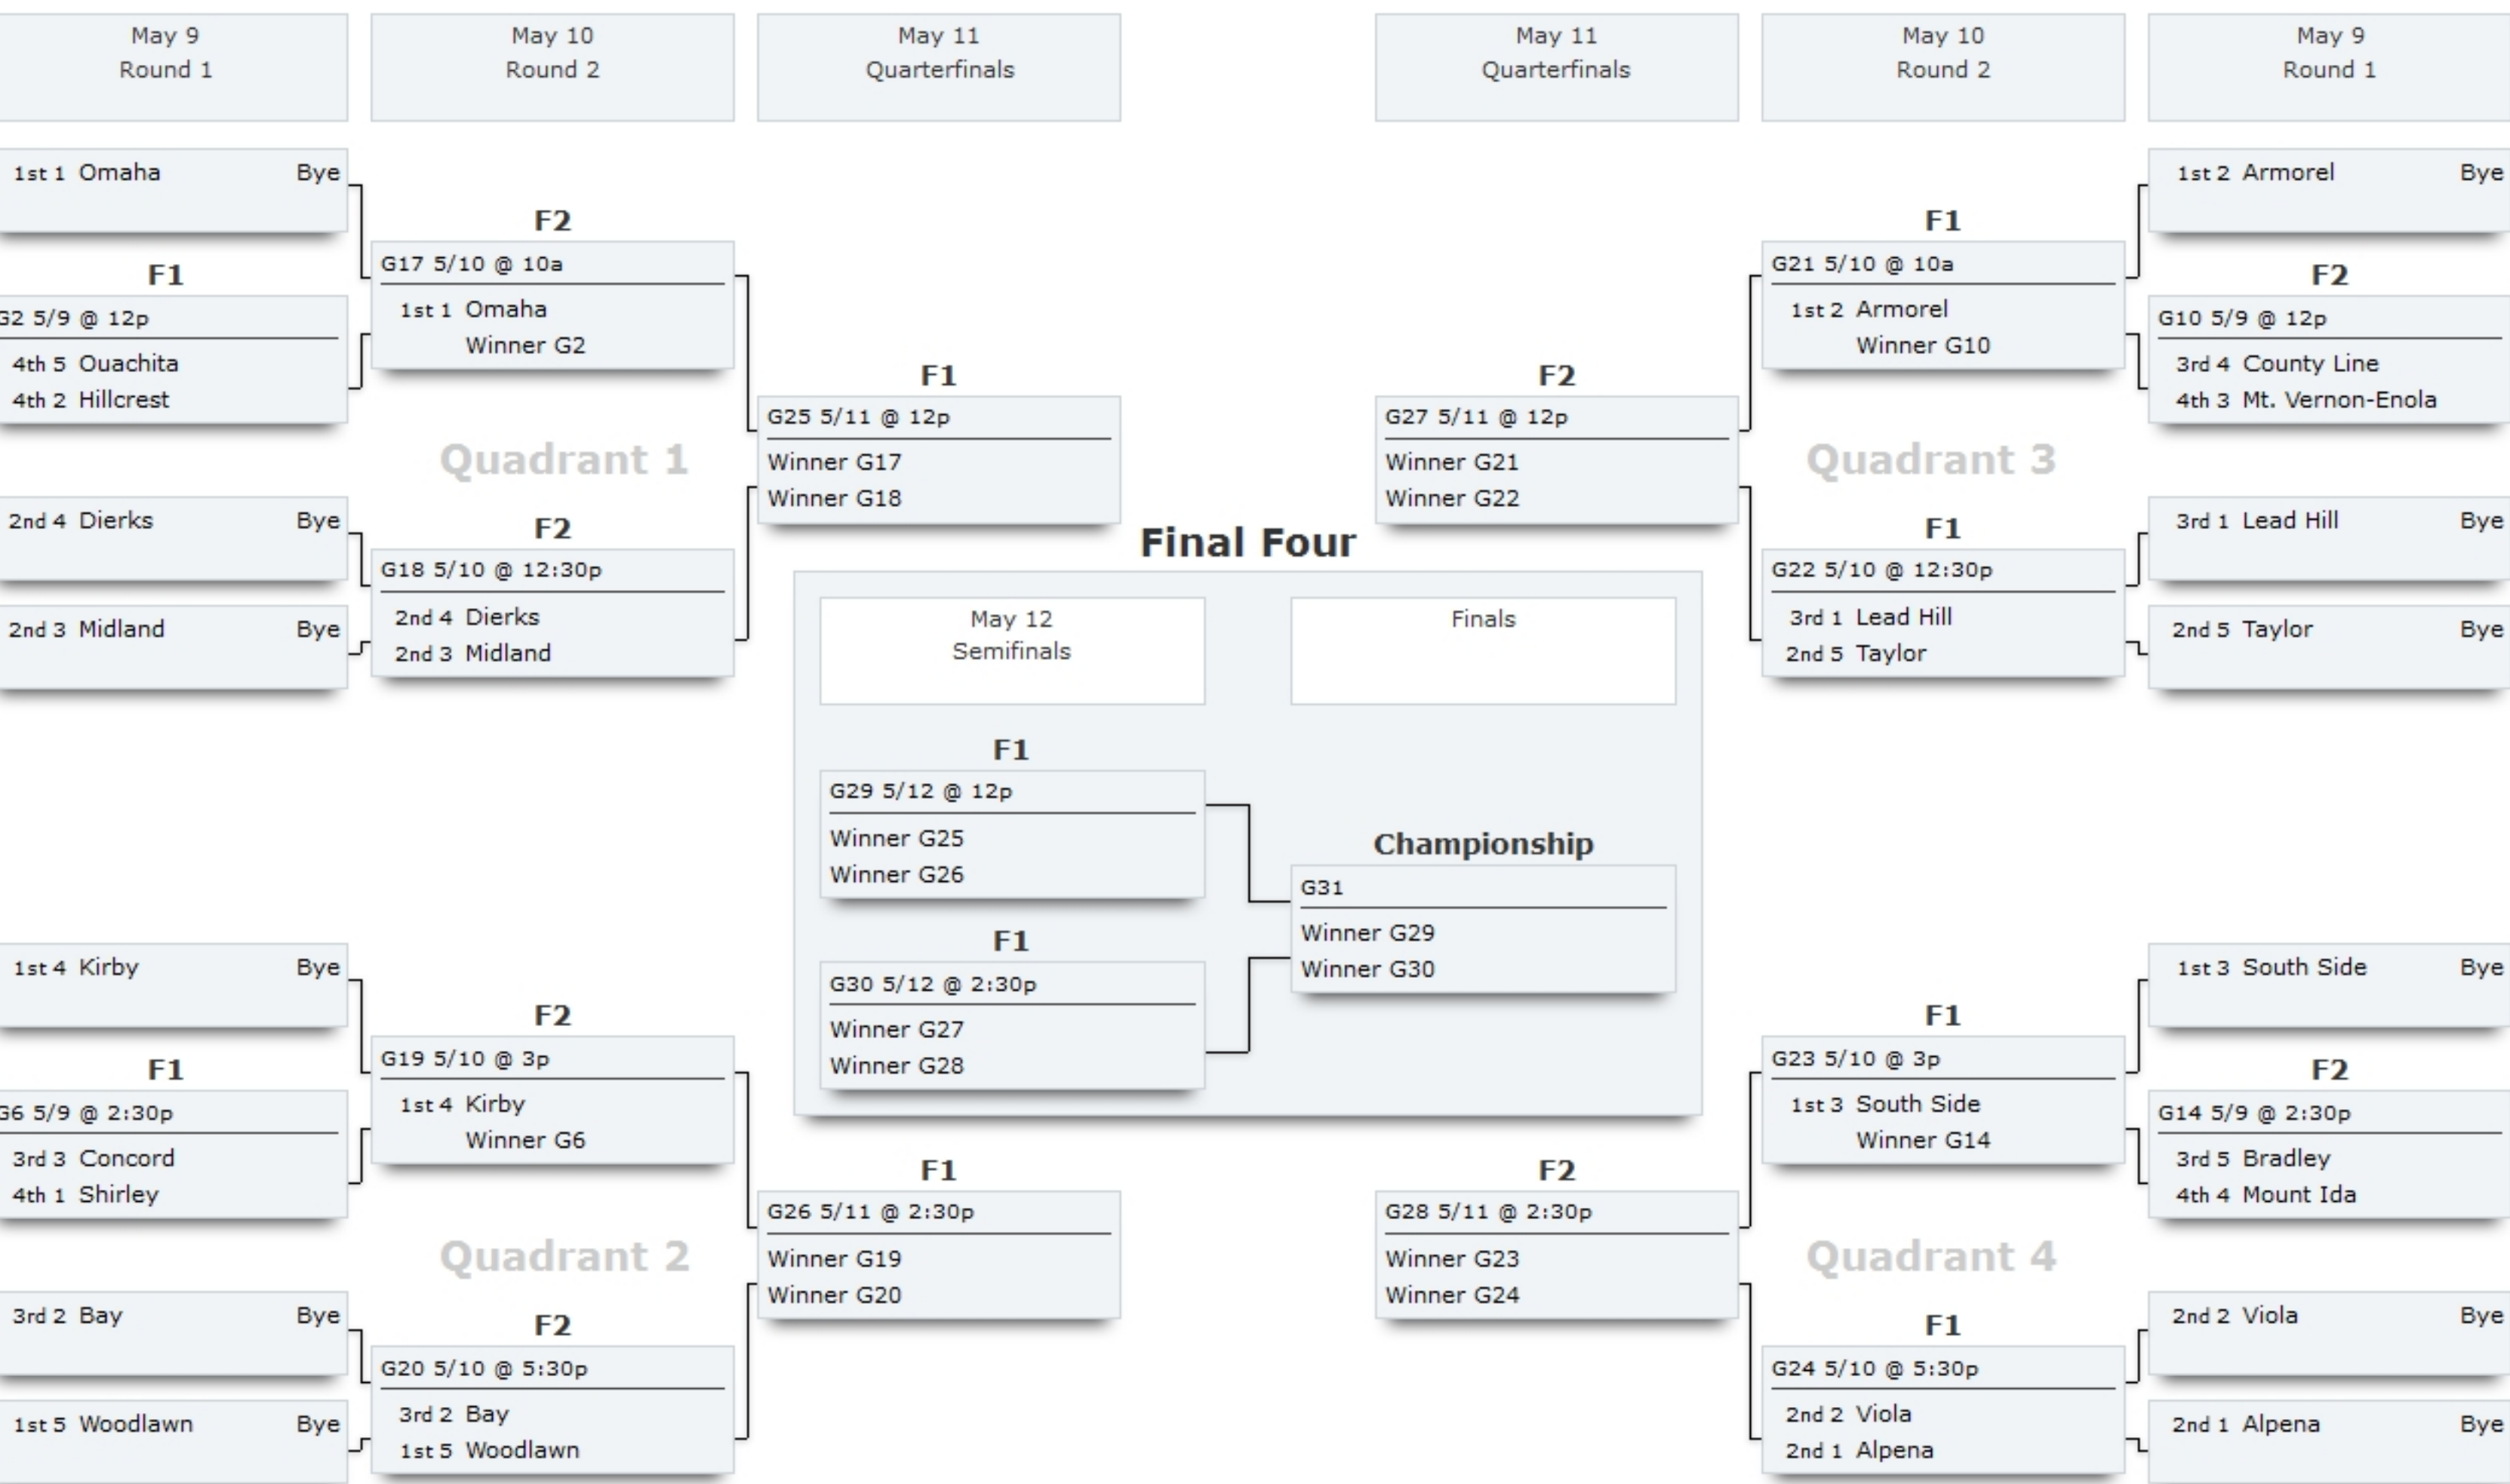 May 9
Round 1
May 10
Round 2
May 11
Quarterfinals
May 11
Quarterfinals
May 10
Round 2
May 9
Round 1
1st 1 Omaha Bye
F1
G2 5/9 @ 12p
4th 5 Ouachita
4th 2 Hillcrest
2nd 4 Dierks Bye
2nd 3 Midland Bye
F2
G17 5/10 @ 10a
1st 1 Omaha
Winner G2
Quadrant 1
F2
G18 5/10 @ 12:30p
2nd 4 Dierks
2nd 3 Midland
F1
G25 5/11 @ 12p
Winner G17
Winner G18
F2
G27 5/11 @ 12p
Winner G21
Winner G22
F1
G21 5/10 @ 10a
1st 2 Armorel
Winner G10
Quadrant 3
F1
G22 5/10 @ 12:30p
3rd 1 Lead Hill
2nd 5 Taylor
1st 2 Armorel Bye
F2
G10 5/9 @ 12p
3rd 4 County Line
4th 3 Mt. Vernon-Enola
3rd 1 Lead Hill Bye
2nd 5 Taylor Bye
Final Four
May 12
Semifinals
Finals
F1
G29 5/12 @ 12p
Winner G25
Winner G26
F1
G30 5/12 @ 2:30p
Winner G27
Winner G28
Championship
G31
Winner G29
Winner G30
1st 4 Kirby Bye
F1
G6 5/9 @ 2:30p
3rd 3 Concord
4th 1 Shirley
3rd 2 Bay Bye
1st 5 Woodlawn Bye
F2
G19 5/10 @ 3p
1st 4 Kirby
Winner G6
Quadrant 2
F2
G20 5/10 @ 5:30p
3rd 2 Bay
1st 5 Woodlawn
F1
G26 5/11 @ 2:30p
Winner G19
Winner G20
F2
G28 5/11 @ 2:30p
Winner G23
Winner G24
F1
G23 5/10 @ 3p
1st 3 South Side
Winner G14
Quadrant 4
F1
G24 5/10 @ 5:30p
2nd 2 Viola
2nd 1 Alpena
1st 3 South Side Bye
F2
G14 5/9 @ 2:30p
3rd 5 Bradley
4th 4 Mount Ida
2nd 2 Viola Bye
2nd 1 Alpena Bye